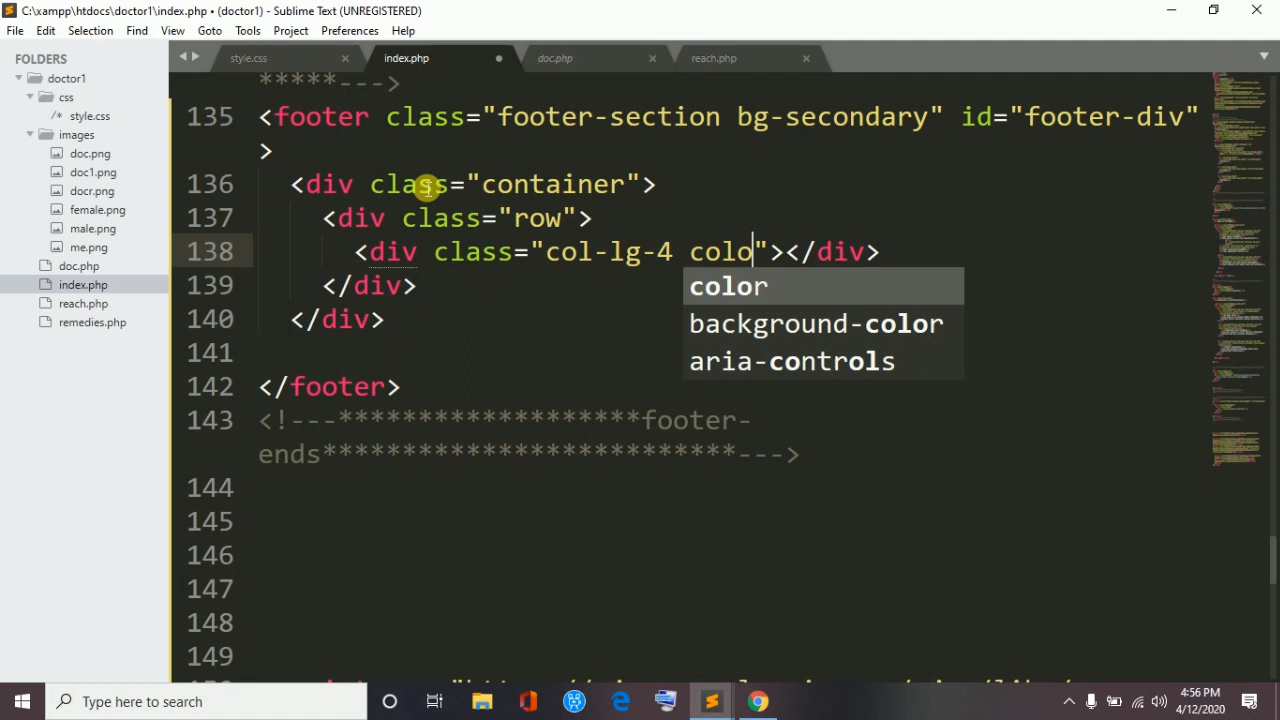 C:\xampp\htdocs\doctor1\index.php • (doctor1) - Sublime Text (UNREGISTERED)
File Edit Selection Find View Goto Tools Project Preferences Help
FOLDERS
doctor1
css
style.css
images
doc.png
doc1.png
docr.png
female.png
male.png
me.png
doc.php
index.php
reach.php
remedies.php
style.css index.php doc.php reach.php
*****--->
135 <footer class="footer-section bg-secondary" id="footer-div"
>
136 <div class="container">
137 <div class="row">
138 <div class="col-lg-4 colo"></div>
color
background-color
aria-controls
139 </div>
140 </div>
141
142 </footer>
143 <!---*******************footer-
ends**************************--->
144
145
146
147
148
149
Type here to search
4:56 PM
4/12/2020